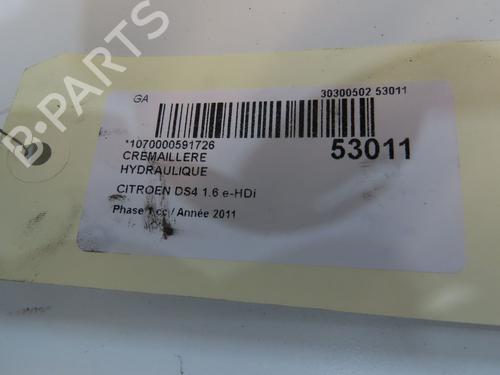 GA
30300502 53011
*1070000591726
53011
CREMAILLERE
HYDRAULIQUE
CITROEN DS4 1.6 e-HDi
Phase 1 cc / Année 2011
B-PARTS